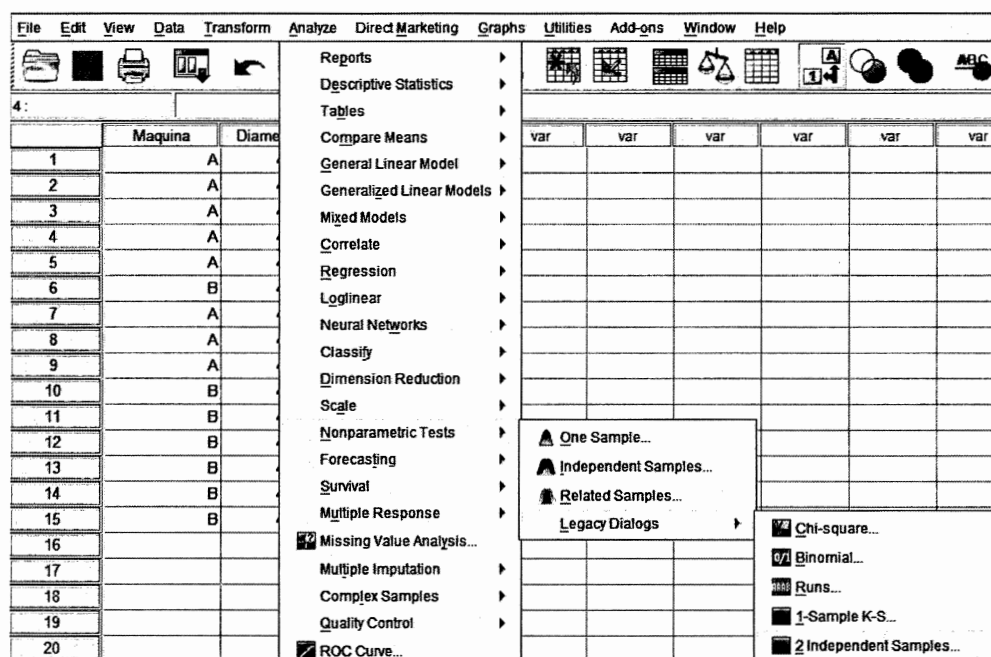 File Edit View Data Transform Analyze Direct Marketing Graphs Utilities Add-ons Window Help
4 :
Maquina Diame var var var var var var
1 A
2 A
3 A
4 A
5 A
6 B
7 A
8 A
9 A
10 B
11 B
12 B
13 B
14 B
15 B
16
17
18
19
20
Reports
Descriptive Statistics
Tables
Compare Means
General Linear Model
Generalized Linear Models
Mixed Models
Correlate
Regression
Loglinear
Neural Networks
Classify
Dimension Reduction
Scale
Nonparametric Tests
Forecasting
Survival
Multiple Response
Missing Value Analysis...
Multiple Imputation
Complex Samples
Quality Control
ROC Curve...
One Sample...
Independent Samples...
Related Samples...
Legacy Dialogs
Chi-square...
0/1 Binomial...
Runs...
1-Sample K-S...
2 Independent Samples...
A
1
ABC